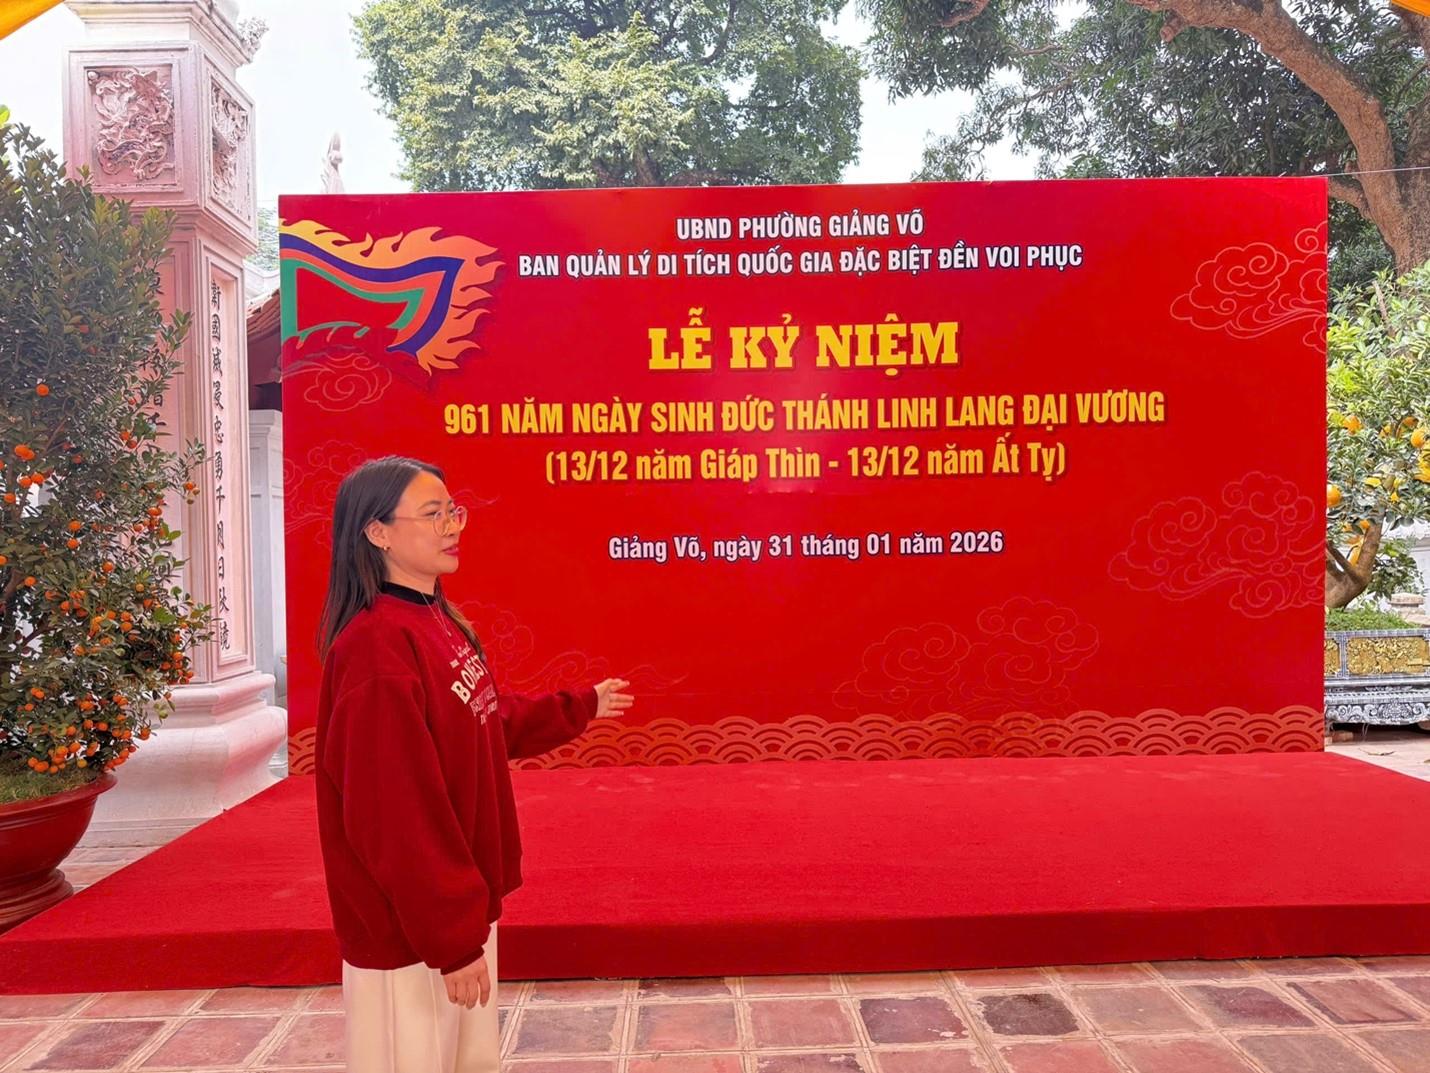 UBND PHƯỜNG GIẢNG VÕ
BAN QUẢN LÝ DI TÍCH QUỐC GIA ĐẶC BIỆT ĐỀN VOI PHỤC
LỄ KỶ NIỆM
961 NĂM NGÀY SINH ĐỨC THÁNH LINH LANG ĐẠI VƯƠNG
(13/12 năm Giáp Thìn - 13/12 năm Ất Tỵ)
Giảng Võ, ngày 31 tháng 01 năm 2026